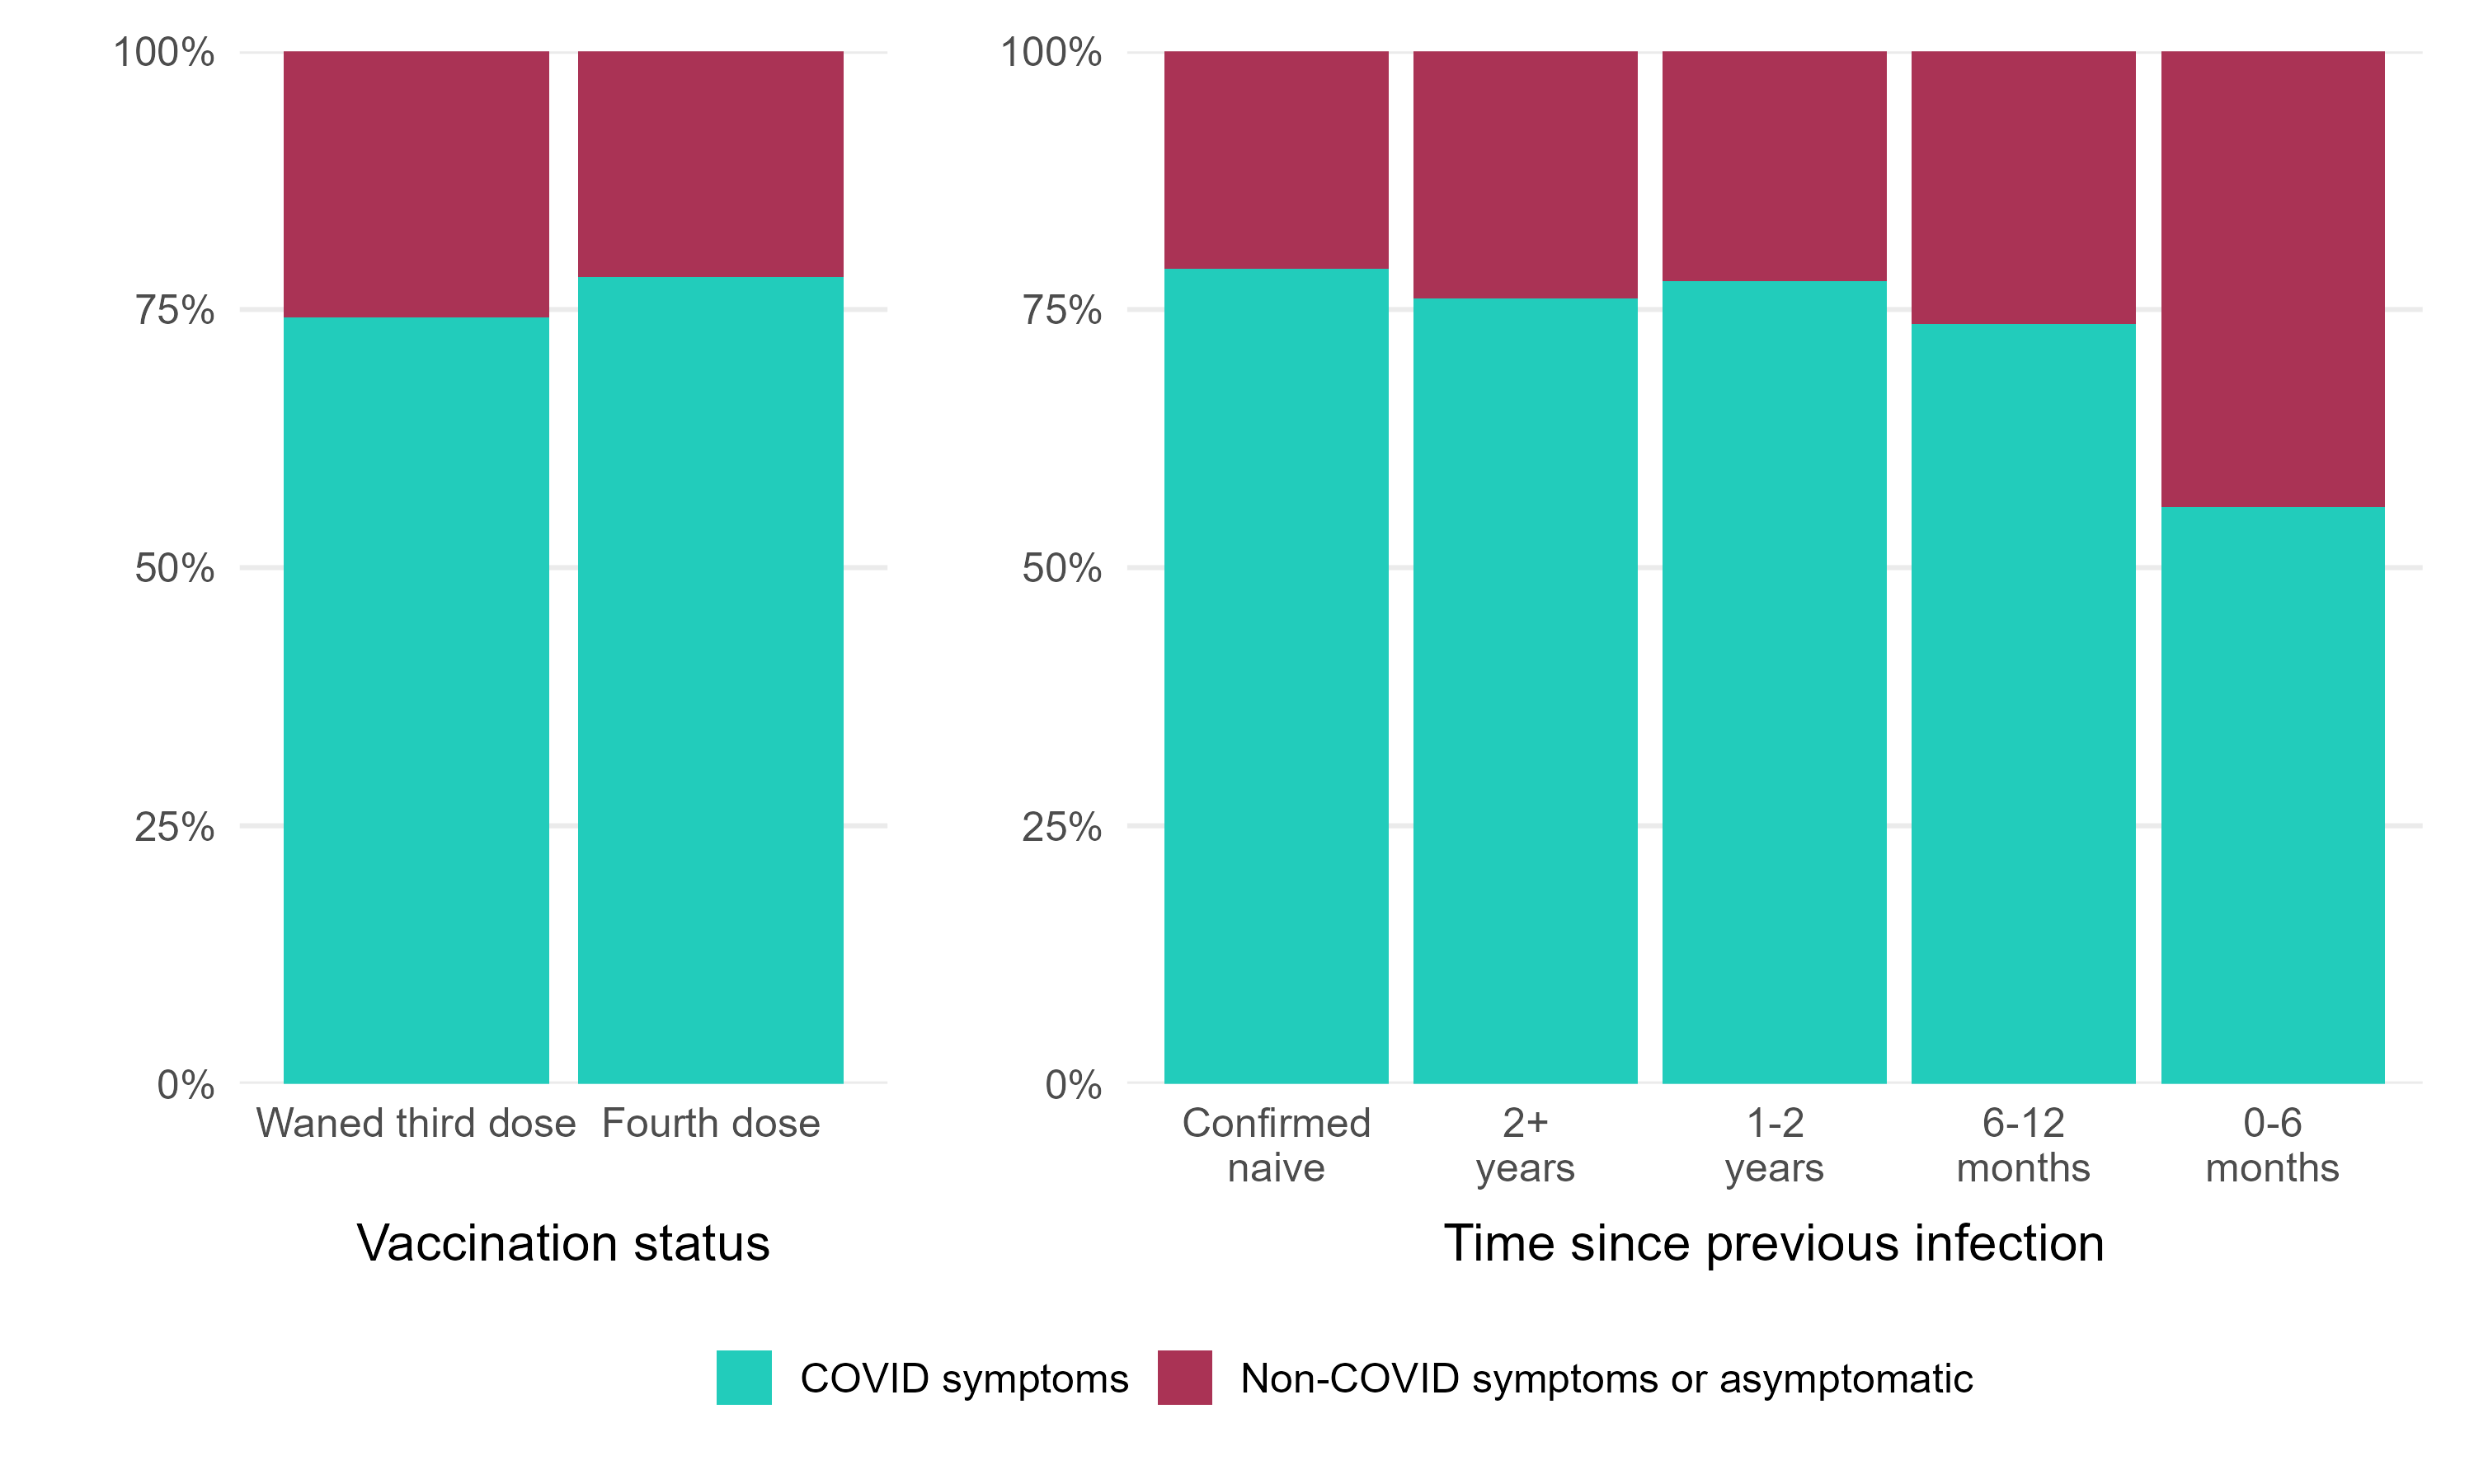 100%
75%
50%
25%
0%
Waned third dose
Fourth dose
Vaccination status
100%
75%
50%
25%
0%
Confirmed
naive
2+
years
1-2
years
6-12
months
0-6
months
Time since previous infection
COVID symptoms
Non-COVID symptoms or asymptomatic